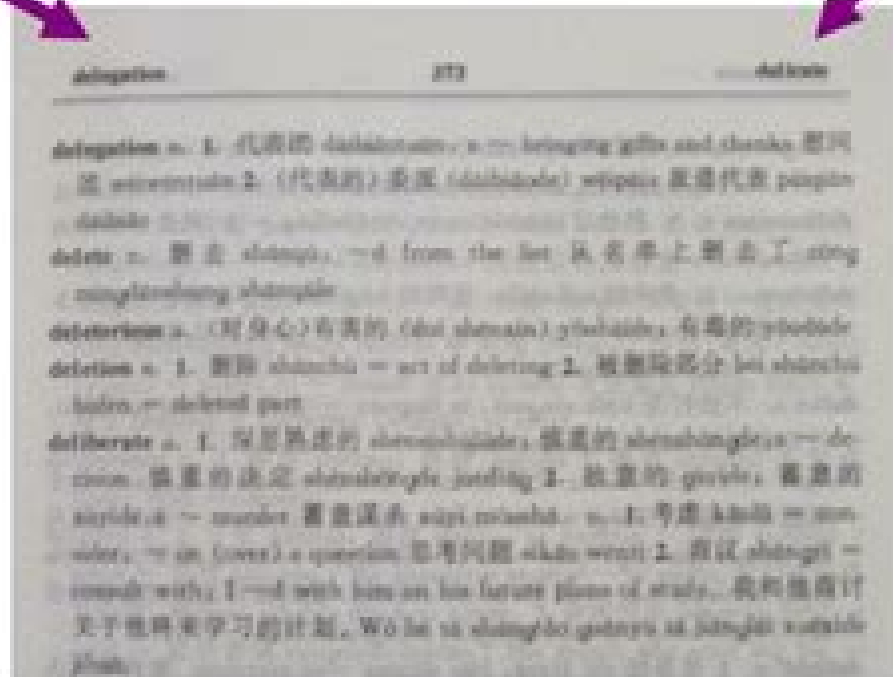 delegation 273 delicate
delegation n. 1. 代表团 dàibiǎotuán, a ~ bringing gifts and thanks 慰问
团 wèiwèntuán 2. (代表的)委派 (dàibiǎode) wěipài; 派遣代表 pàiqiǎn
dàibiǎo
delete v. 删去 shānqù, ~d from the list 从名单上删去了 cóng
míngdānshang shānqùle
deleterious a. (对身心)有害的 (duì shēnxīn) yǒuhàide; 有毒的 yǒudúde
deletion n. 1. 删除 shānchú = act of deleting 2. 被删除部分 bèi shānchú
bùfen = deleted part
deliberate a. 1. 深思熟虑的 慎重的 shènzhòngde, a ~ de-
cision 慎重的决定 shènzhòngde juédìng 2. 故意的 gùyìde; 蓄意的
xùyìde, a ~ murder 蓄意谋杀 xùyì móushā. v. 1. 考虑 kǎolǜ = con-
sider, ~ on (over) a question 思考问题 sīkǎo wèntí 2. 商议 shāngyì =
consult with, I ~d with him on his future plans of study. 我和他商讨
关于他将来学习的计划。Wǒ hé tā shāngtǎo guānyú tā jiānglái xuéxíde
jìhuà.